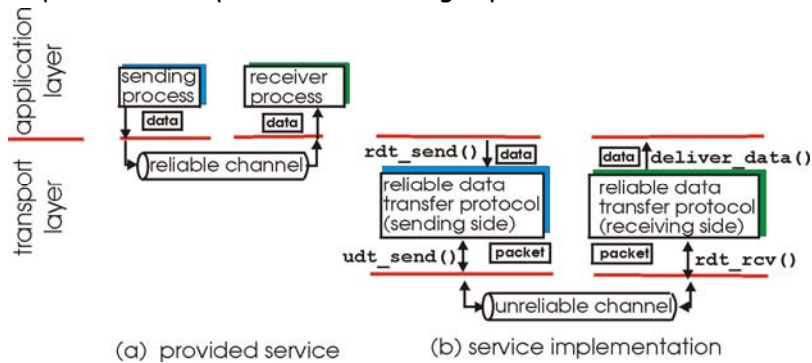 application
layer
transport
layer
sending
process
data
receiver
process
data
reliable channel
(a) provided service
rdt_send()
data
reliable data
transfer protocol
(sending side)
udt_send()
packet
data
deliver_data()
reliable data
transfer protocol
(receiving side)
packet
rdt_rcv()
unreliable channel
(b) service implementation